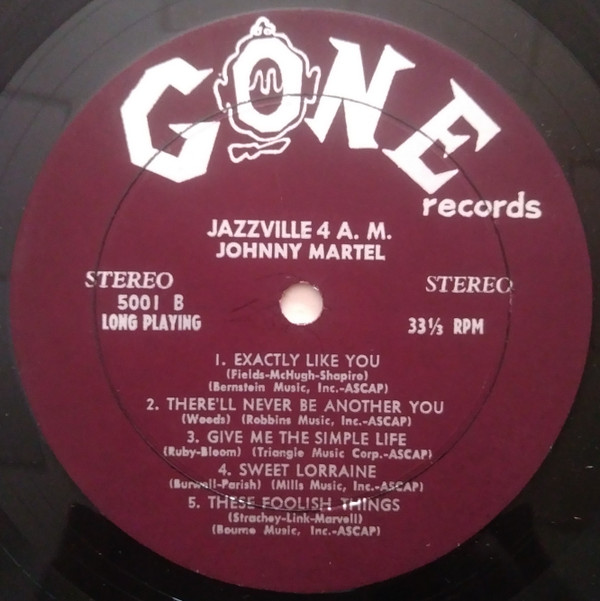 GONE
records
JAZZVILLE 4 A. M.
JOHNNY MARTEL
STEREO STEREO
5001 B
LONG PLAYING 33⅓ RPM
1. EXACTLY LIKE YOU
(Fields-McHugh-Shapiro)
(Bernstein Music, Inc.-ASCAP)
2. THERE'LL NEVER BE ANOTHER YOU
(Woods) (Robbins Music, Inc.-ASCAP)
3. GIVE ME THE SIMPLE LIFE
(Ruby-Bloom) (Triangle Music Corp.-ASCAP)
4. SWEET LORRAINE
(Burwell-Parish) (Mills Music, Inc.-ASCAP)
5. THESE FOOLISH THINGS
(Strachey-Link-Marvell)
(Bourne Music, Inc.-ASCAP)